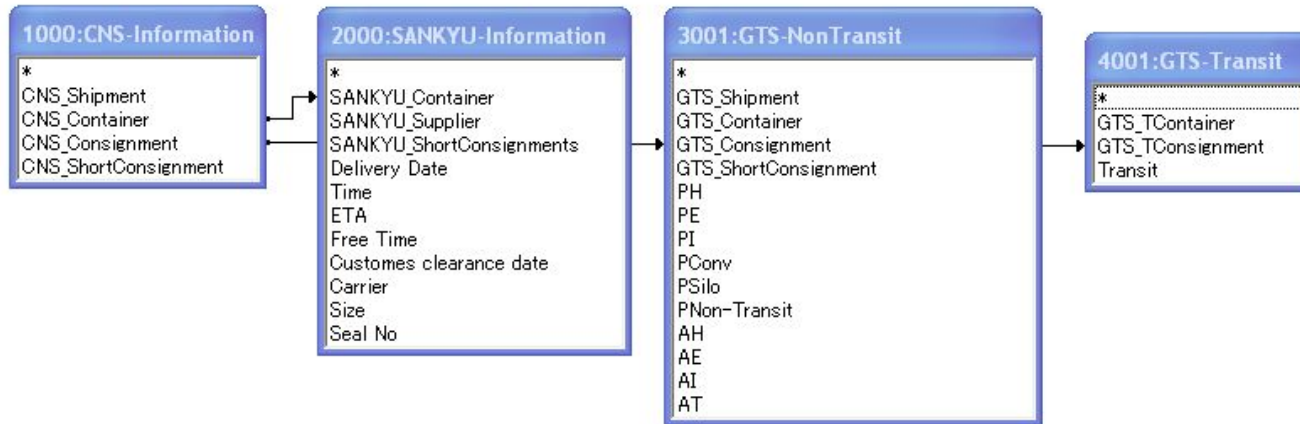 1000:CNS-Information
*
CNS_Shipment
CNS_Container
CNS_Consignment
CNS_ShortConsignment
2000:SANKYU-Information
*
SANKYU_Container
SANKYU_Supplier
SANKYU_ShortConsignments
Delivery Date
Time
ETA
Free Time
Customes clearance date
Carrier
Size
Seal No
3001:GTS-NonTransit
*
GTS_Shipment
GTS_Container
GTS_Consignment
GTS_ShortConsignment
PH
PE
PI
PConv
PSilo
PNon-Transit
AH
AE
AI
AT
4001:GTS-Transit
*
GTS_TContainer
GTS_TConsignment
Transit